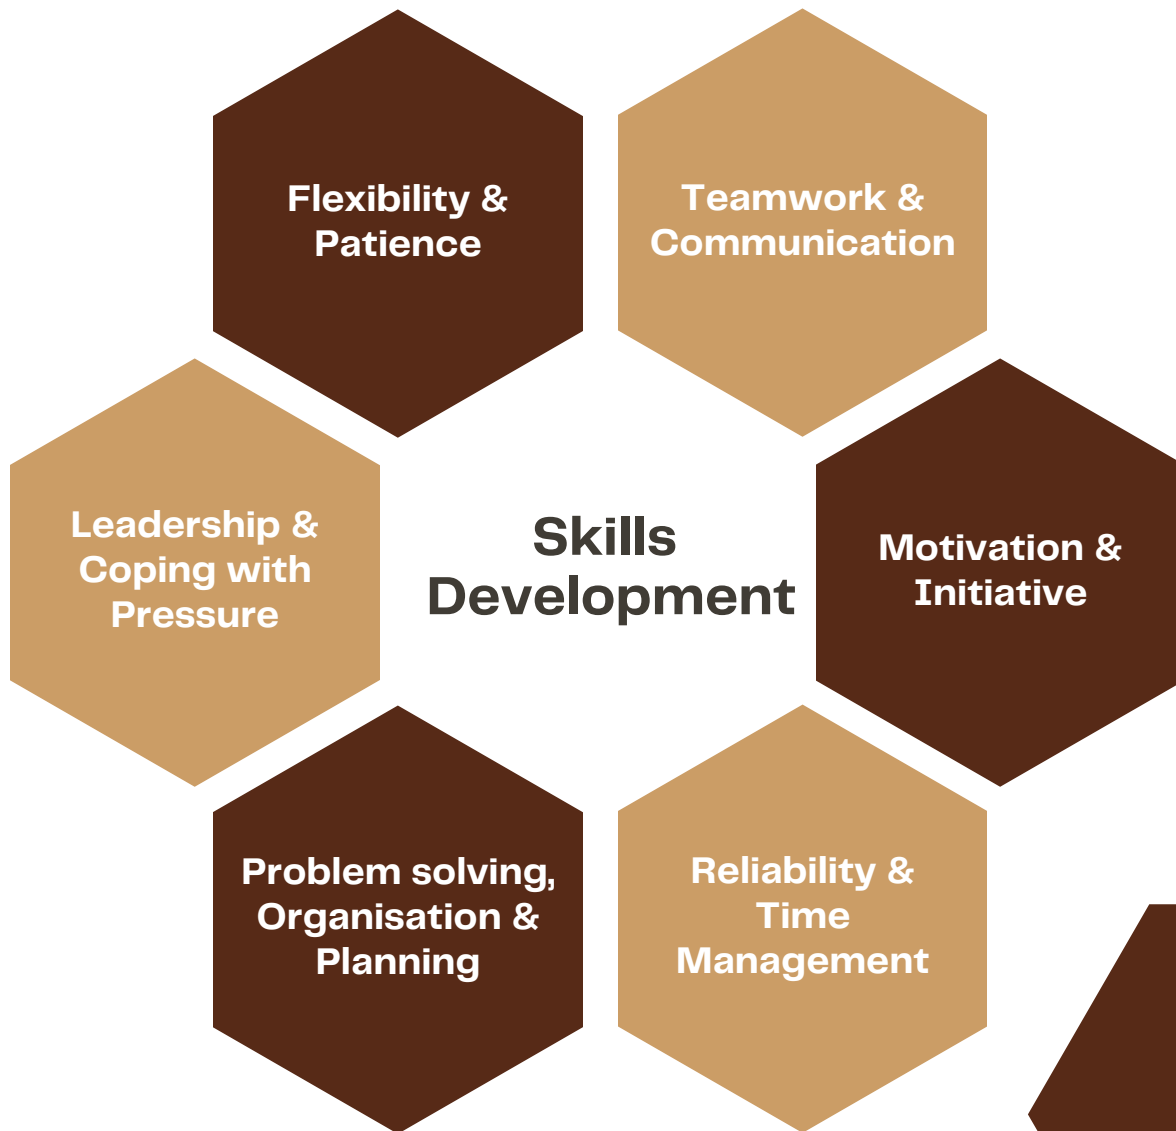 Flexibility &
Patience
Teamwork &
Communication
Leadership &
Coping with
Pressure
Skills
Development
Motivation &
Initiative
Problem solving,
Organisation &
Planning
Reliability &
Time
Management